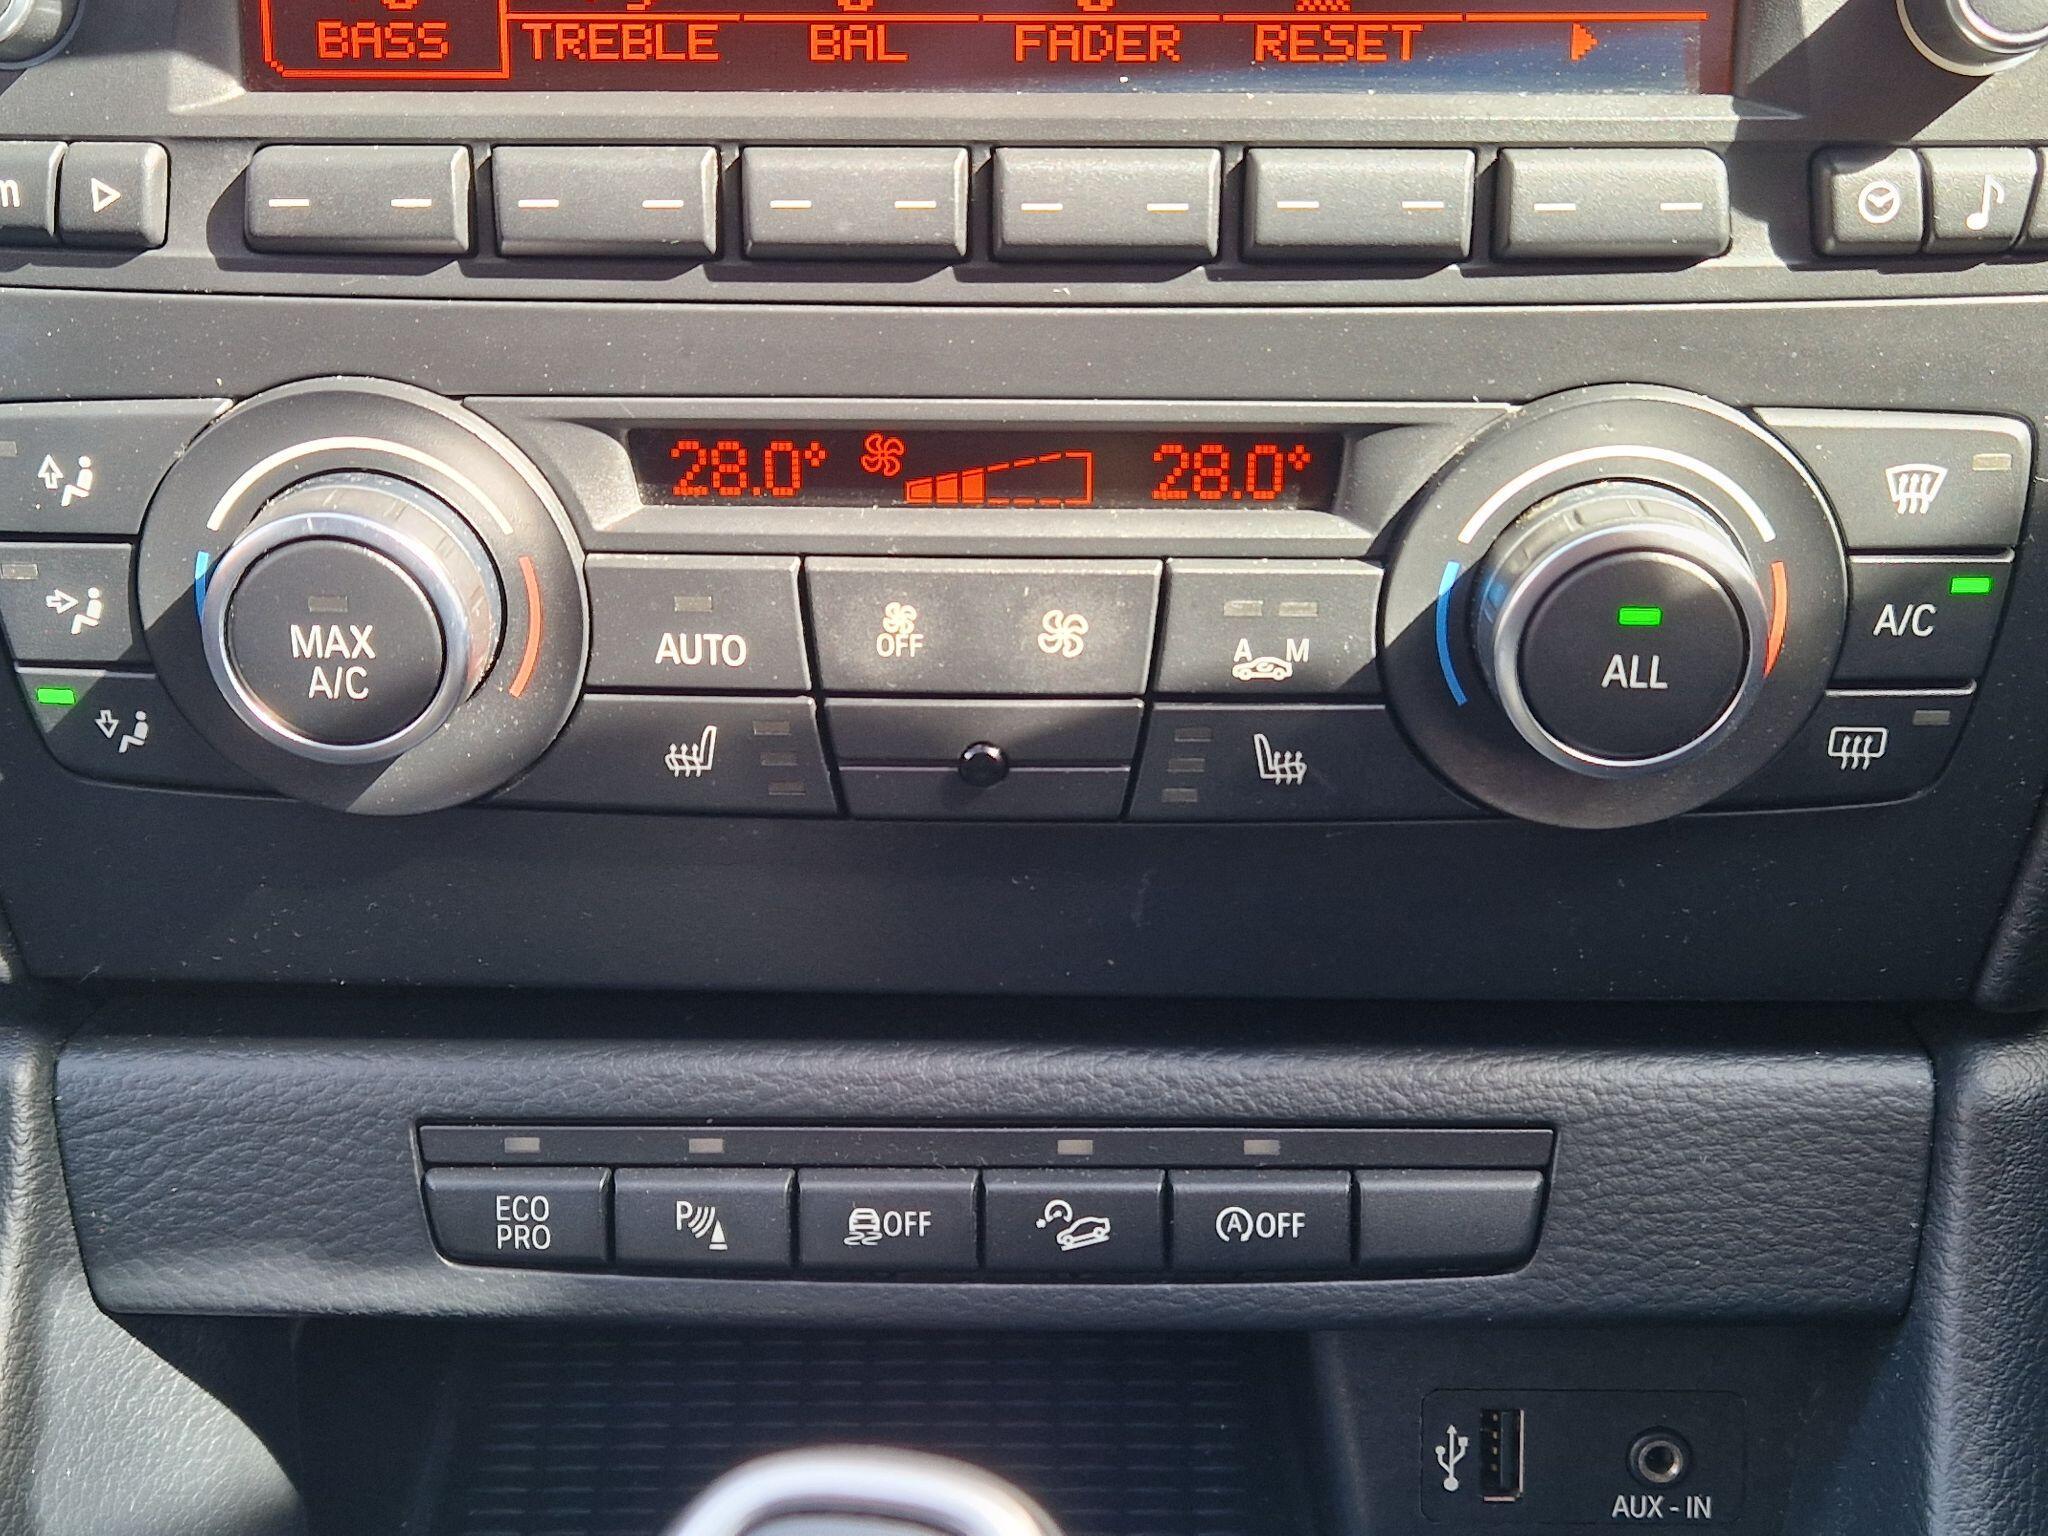 BASS TREBLE BAL FADER RESET
m
28.0° 28.0°
MAX
A/C
AUTO
OFF
A M
ALL
A/C
ECO
PRO
P
OFF
A OFF
AUX - IN